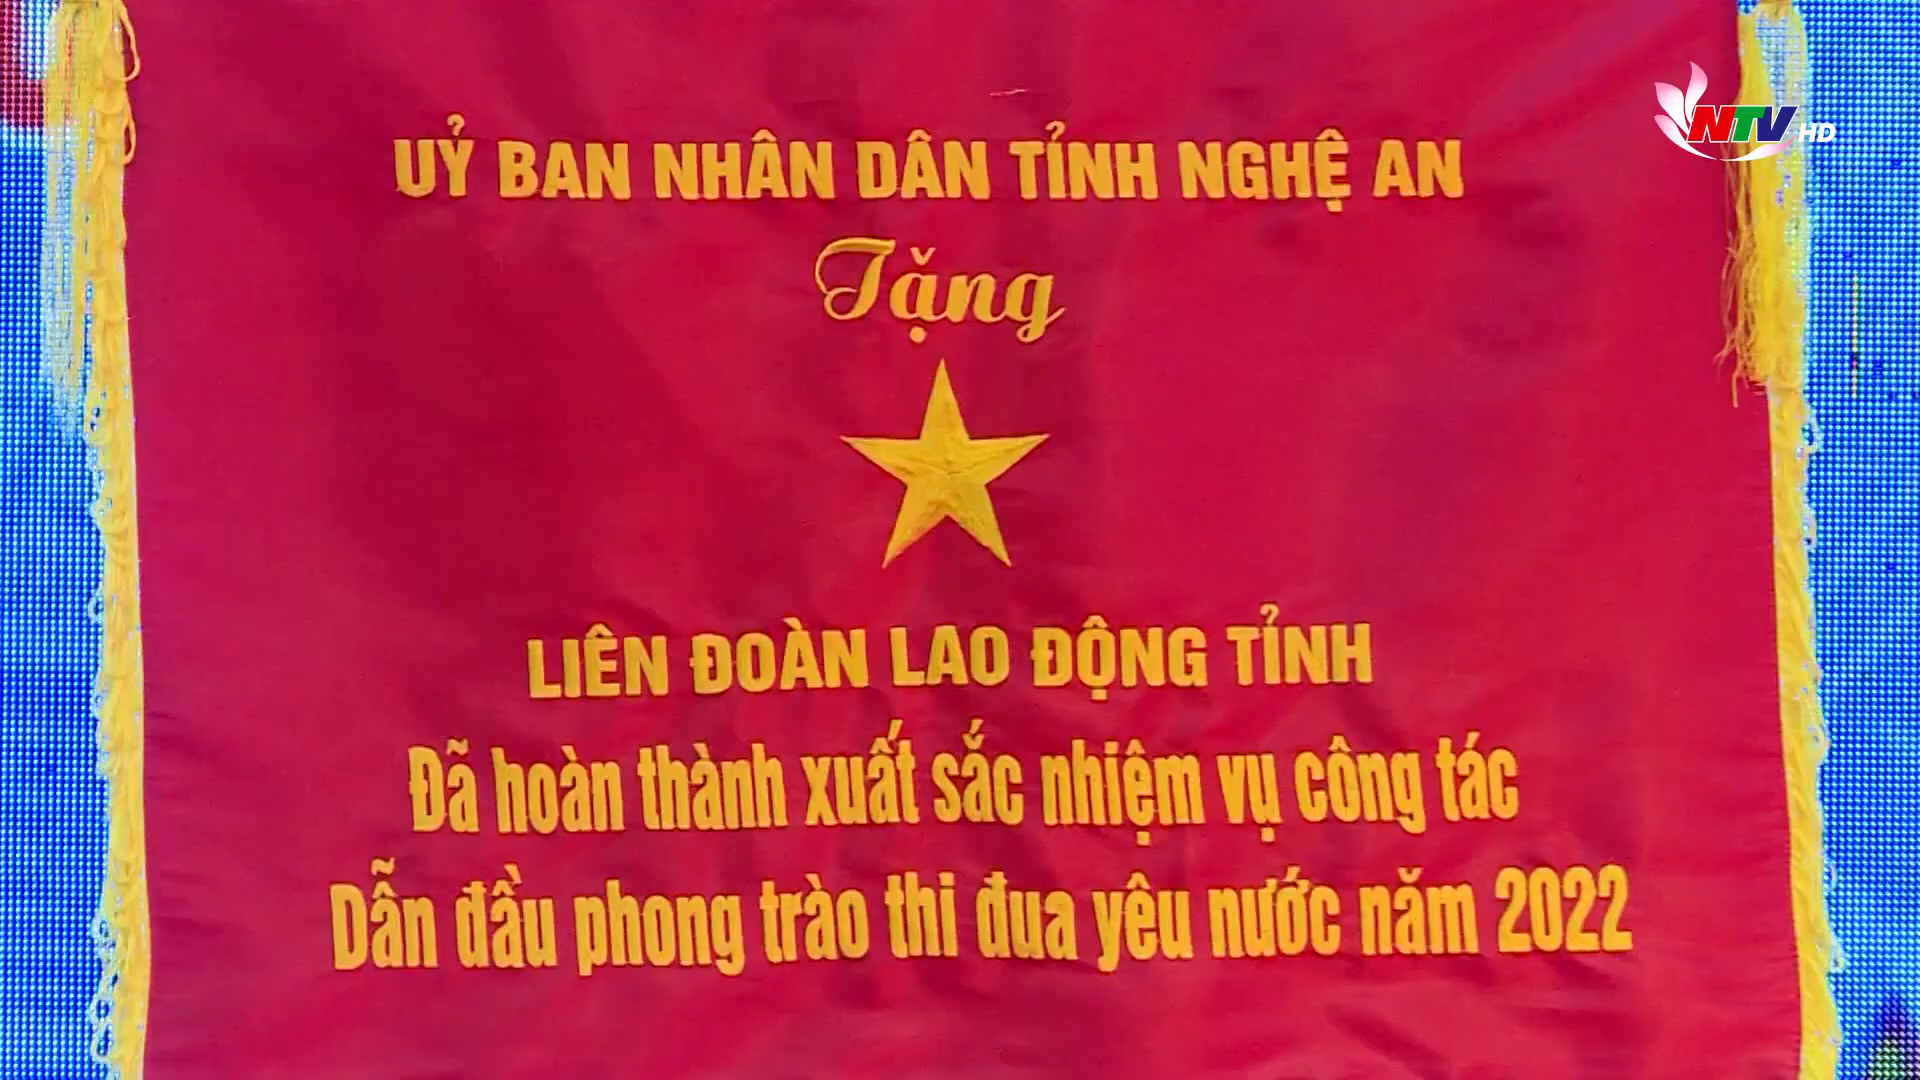 NTV HD
UỶ BAN NHÂN DÂN TỈNH NGHỆ AN
Tặng
LIÊN ĐOÀN LAO ĐỘNG TỈNH
Đã hoàn thành xuất sắc nhiệm vụ công tác
Dẫn đầu phong trào thi đua yêu nước năm 2022